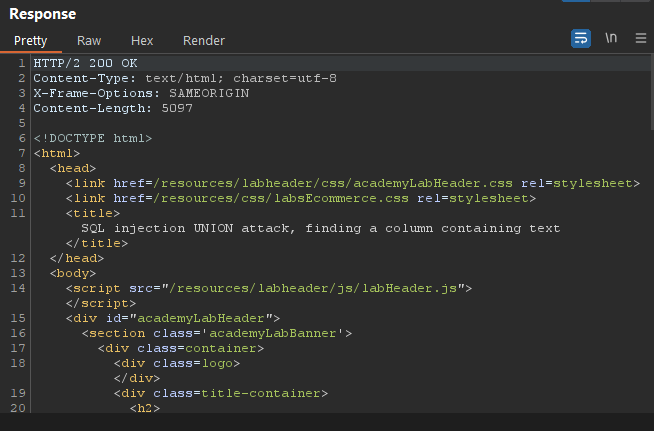 Response
Pretty Raw Hex Render \n
1 HTTP/2 200 OK
2 Content-Type: text/html; charset=utf-8
3 X-Frame-Options: SAMEORIGIN
4 Content-Length: 5097
5
6 <!DOCTYPE html>
7 <html>
8 <head>
9 <link href=/resources/labheader/css/academyLabHeader.css rel=stylesheet>
10 <link href=/resources/css/labsEcommerce.css rel=stylesheet>
11 <title>
SQL injection UNION attack, finding a column containing text
</title>
12 </head>
13 <body>
14 <script src="/resources/labheader/js/labHeader.js">
</script>
15 <div id="academyLabHeader">
16 <section class='academyLabBanner'>
17 <div class=container>
18 <div class=logo>
</div>
19 <div class=title-container>
20 <h2>